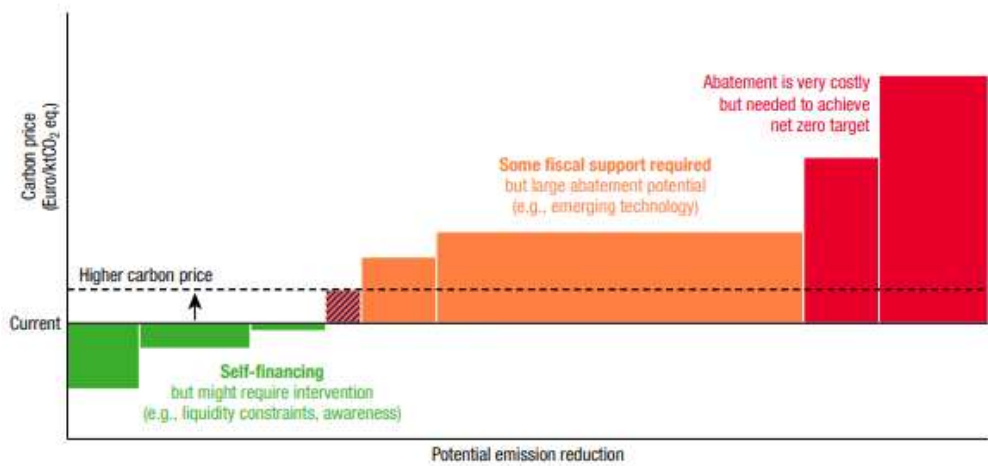 Carbon price
(Euro/ktCO₂ eq.)
Abatement is very costly
but needed to achieve
net zero target
Some fiscal support required
but large abatement potential
(e.g., emerging technology)
Higher carbon price
Current
Self-financing
but might require intervention
(e.g., liquidity constraints, awareness)
Potential emission reduction